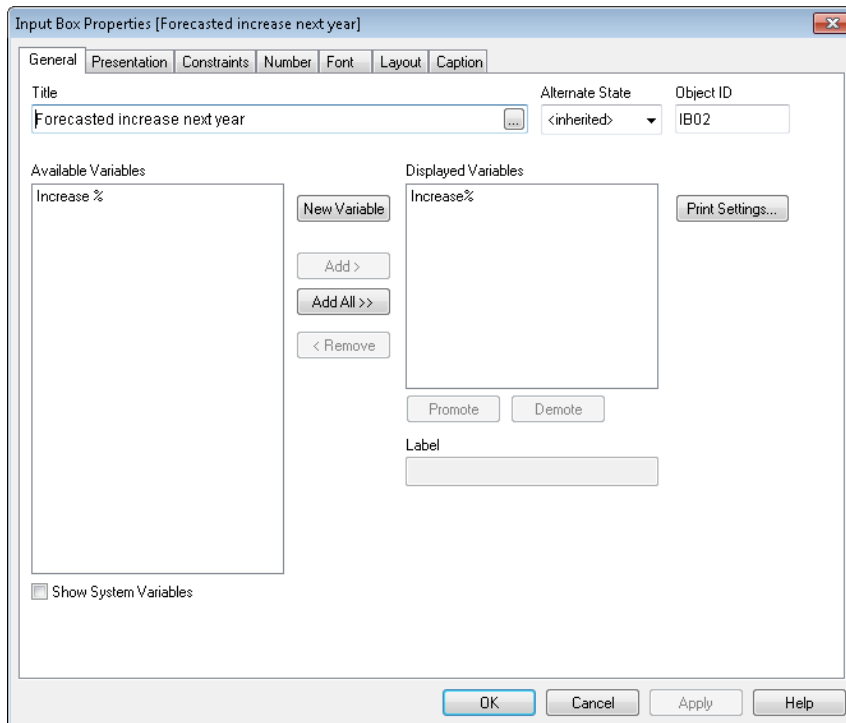 Input Box Properties [Forecasted increase next year]
General Presentation Constraints Number Font Layout Caption
Title Alternate State Object ID
Forecasted increase next year ... <inherited> IB02
Available Variables Displayed Variables
Increase % New Variable Increase% Print Settings...
Add >
Add All >>
< Remove
Promote Demote
Label
Show System Variables
OK Cancel Apply Help